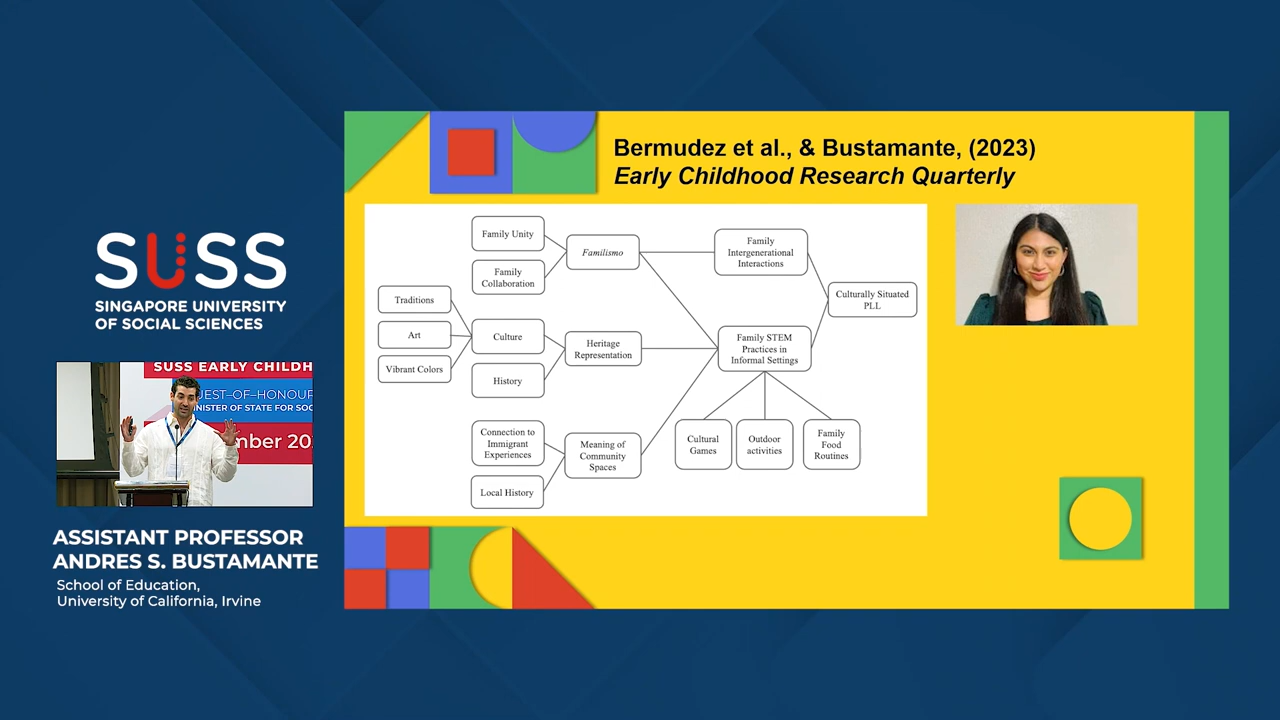 Bermudez et al., & Bustamante, (2023)
Early Childhood Research Quarterly
Family Unity
Family
Collaboration
Familismo
Family
Intergenerational
Interactions
Culturally Situated
PLL
Traditions
Art
Vibrant Colors
Culture
History
Heritage
Representation
Family STEM
Practices in
Informal Settings
Connection to
Immigrant
Experiences
Local History
Meaning of
Community
Spaces
Cultural
Games
Outdoor
activities
Family
Food
Routines
SUSS
SINGAPORE UNIVERSITY
OF SOCIAL SCIENCES
SUSS EARLY CHILDH
EST-OF-HONOUR
NISTER OF STATE FOR SOC
mber 20
ASSISTANT PROFESSOR
ANDRES S. BUSTAMANTE
School of Education,
University of California, Irvine